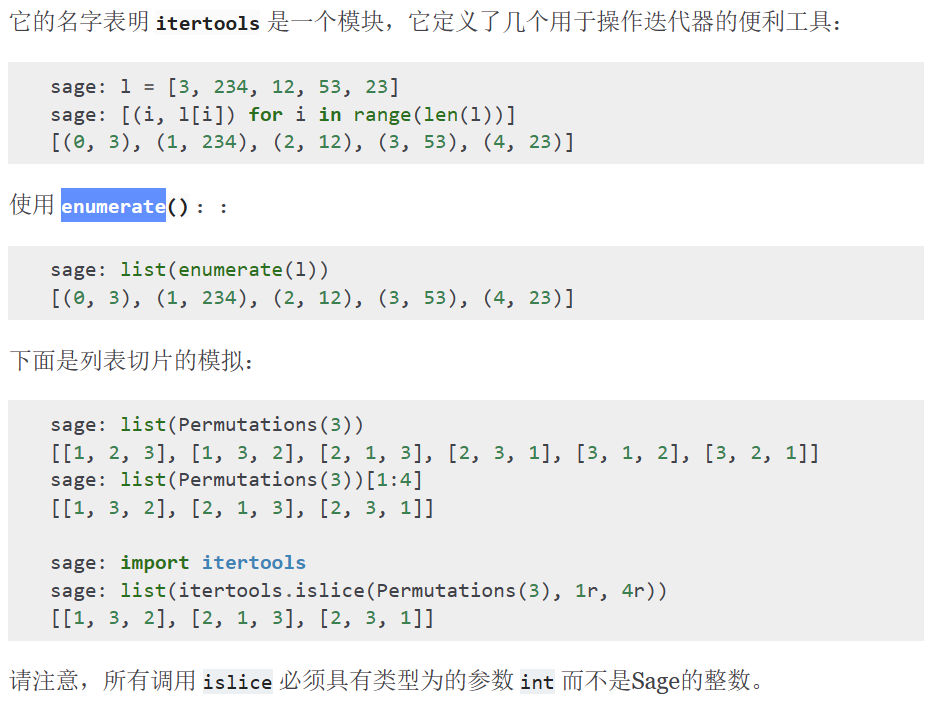 它的名字表明 itertools 是一个模块，它定义了几个用于操作迭代器的便利工具：
sage: l = [3, 234, 12, 53, 23]
sage: [(i, l[i]) for i in range(len(l))]
[(0, 3), (1, 234), (2, 12), (3, 53), (4, 23)]
使用 enumerate() : :
sage: list(enumerate(l))
[(0, 3), (1, 234), (2, 12), (3, 53), (4, 23)]
下面是列表切片的模拟：
sage: list(Permutations(3))
[[1, 2, 3], [1, 3, 2], [2, 1, 3], [2, 3, 1], [3, 1, 2], [3, 2, 1]]
sage: list(Permutations(3))[1:4]
[[1, 3, 2], [2, 1, 3], [2, 3, 1]]
sage: import itertools
sage: list(itertools.islice(Permutations(3), 1r, 4r))
[[1, 3, 2], [2, 1, 3], [2, 3, 1]]
请注意，所有调用 islice 必须具有类型为的参数 int 而不是Sage的整数。